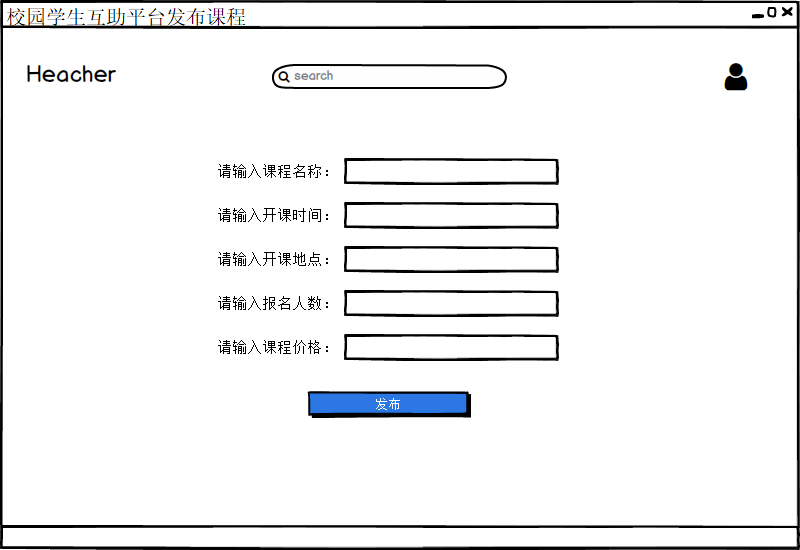 校园学生互助平台发布课程
Heacher
search
请输入课程名称：
请输入开课时间：
请输入开课地点：
请输入报名人数：
请输入课程价格：
发布